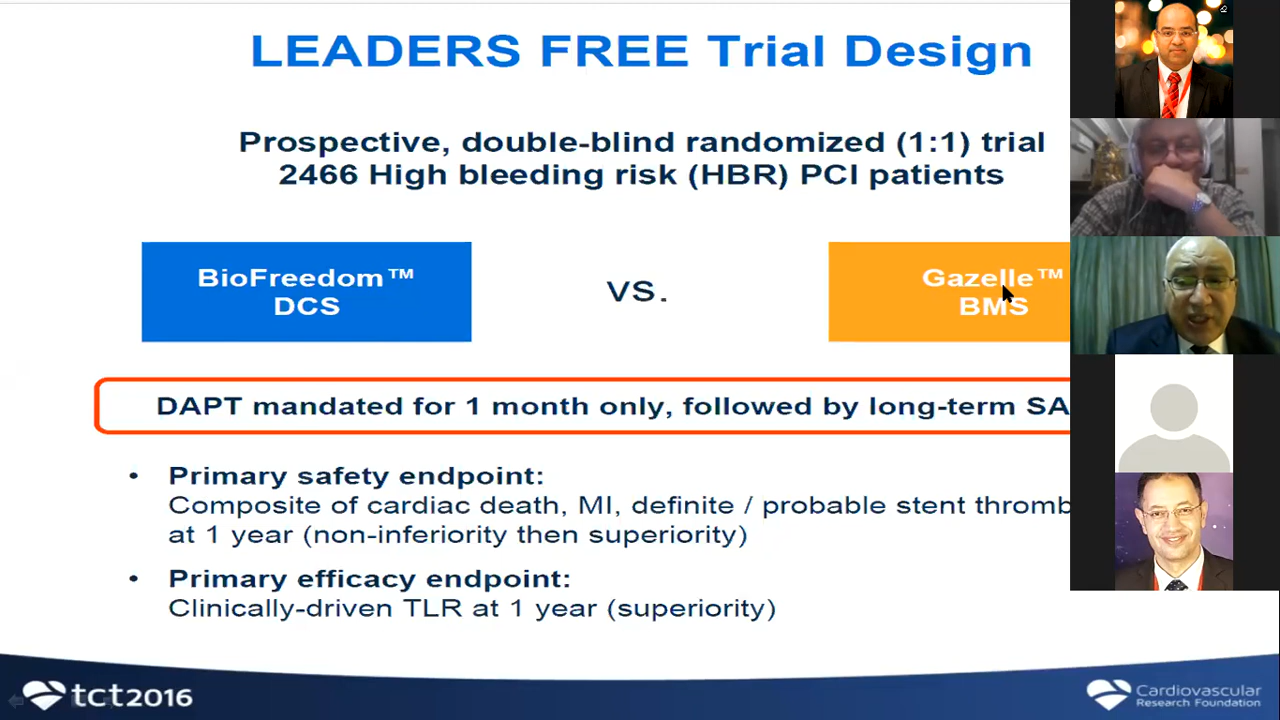 LEADERS FREE Trial Design
Prospective, double-blind randomized (1:1) trial
2466 High bleeding risk (HBR) PCI patients
BioFreedom™
DCS
vs.
Gazelle™
BMS
DAPT mandated for 1 month only, followed by long-term SA
• Primary safety endpoint:
Composite of cardiac death, MI, definite / probable stent thromb
at 1 year (non-inferiority then superiority)
• Primary efficacy endpoint:
Clinically-driven TLR at 1 year (superiority)
tct2016
Cardiovascular
Research Foundation